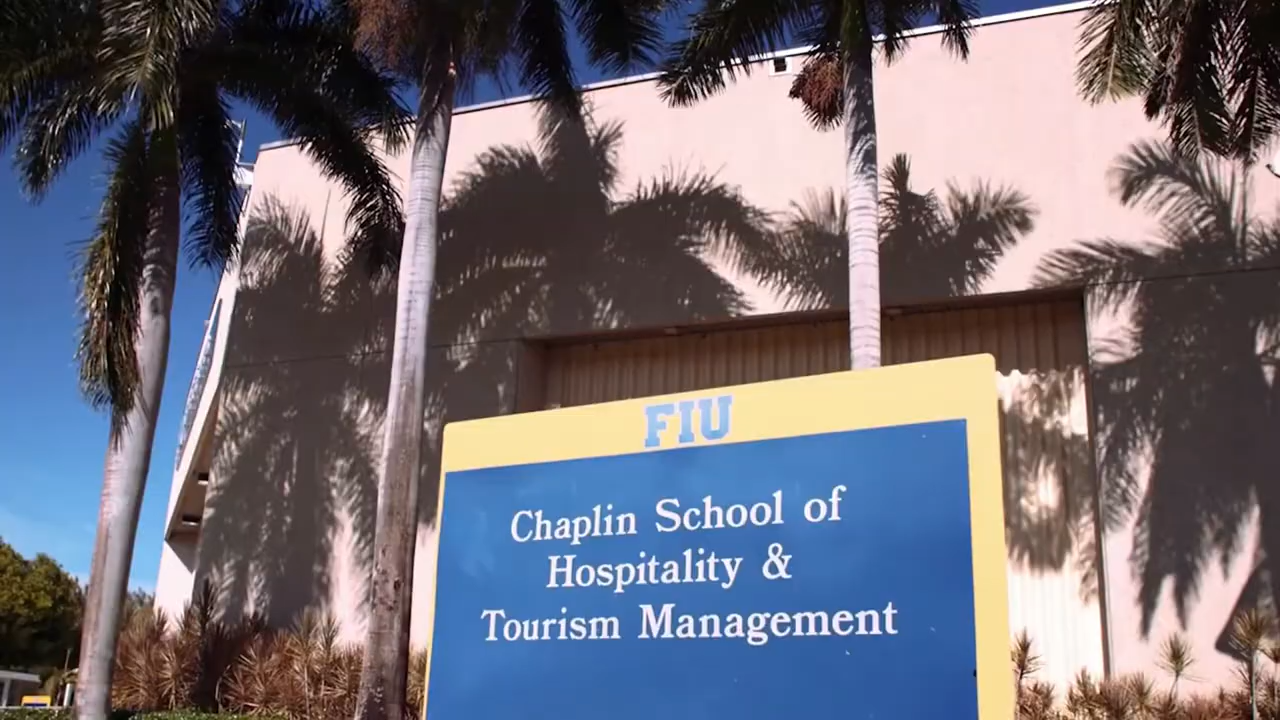 FIU
Chaplin School of
Hospitality &
Tourism Management